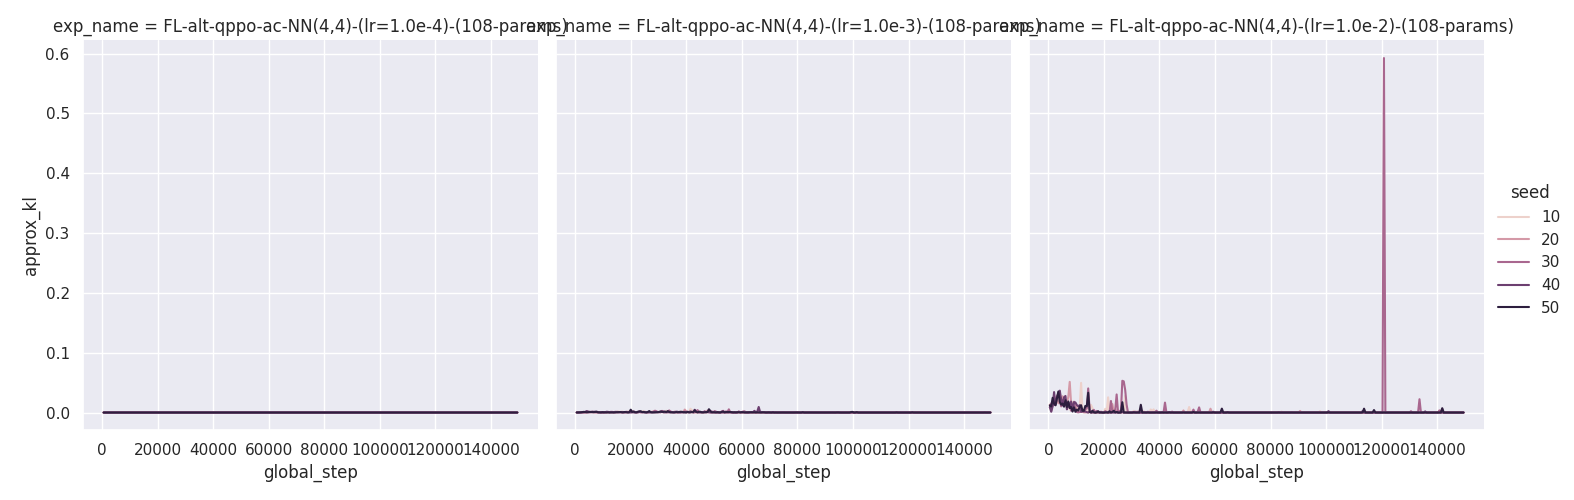 exp_name = FL-alt-qppo-ac-NN(4,4)-(lr=1.0e-4)-(108-params)
exp_name = FL-alt-qppo-ac-NN(4,4)-(lr=1.0e-3)-(108-params)
exp_name = FL-alt-qppo-ac-NN(4,4)-(lr=1.0e-2)-(108-params)
approx_kl
0.6
0.5
0.4
0.3
0.2
0.1
0.0
0 20000 40000 60000 80000 100000 120000 140000
0 20000 40000 60000 80000 100000 120000 140000
0 20000 40000 60000 80000 100000 120000 140000
global_step
global_step
global_step
seed
10
20
30
40
50